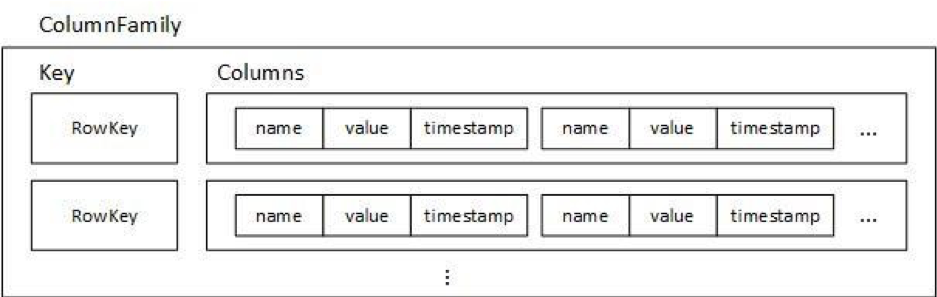 ColumnFamily
Key Columns
RowKey name value timestamp name value timestamp ...
RowKey name value timestamp name value timestamp ...
⋮